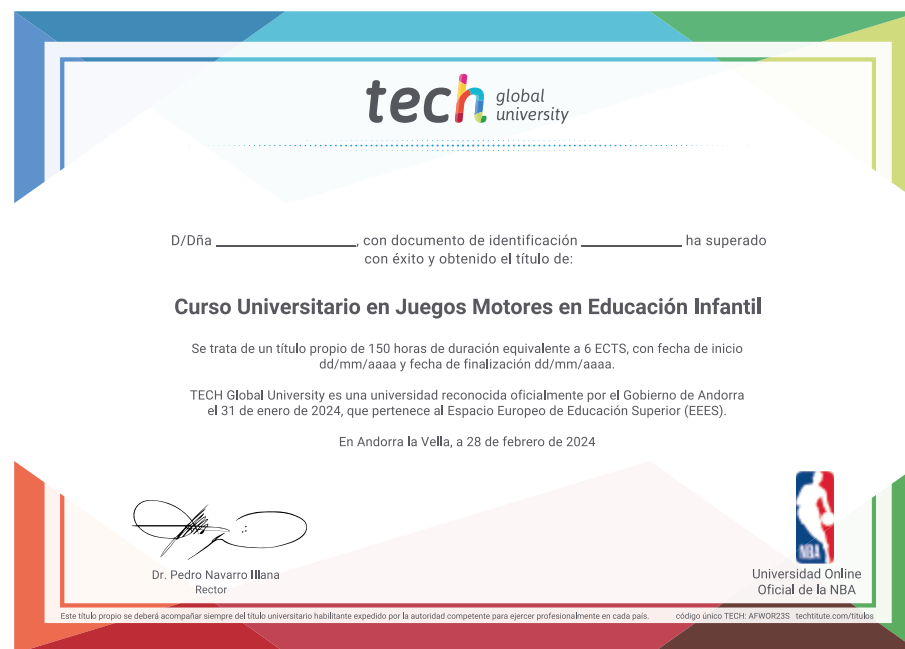 tech global university
D/Dña ____________________, con documento de identificación ______________ ha superado
con éxito y obtenido el título de:
Curso Universitario en Juegos Motores en Educación Infantil
Se trata de un título propio de 150 horas de duración equivalente a 6 ECTS, con fecha de inicio
dd/mm/aaaa y fecha de finalización dd/mm/aaaa.
TECH Global University es una universidad reconocida oficialmente por el Gobierno de Andorra
el 31 de enero de 2024, que pertenece al Espacio Europeo de Educación Superior (EEES).
En Andorra la Vella, a 28 de febrero de 2024
Dr. Pedro Navarro Illana
Rector
NBA
Universidad Online
Oficial de la NBA
Este título propio se deberá acompañar siempre del título universitario habilitante expedido por la autoridad competente para ejercer profesionalmente en cada país. código único TECH: AFWOR23S techtitute.com/titulos